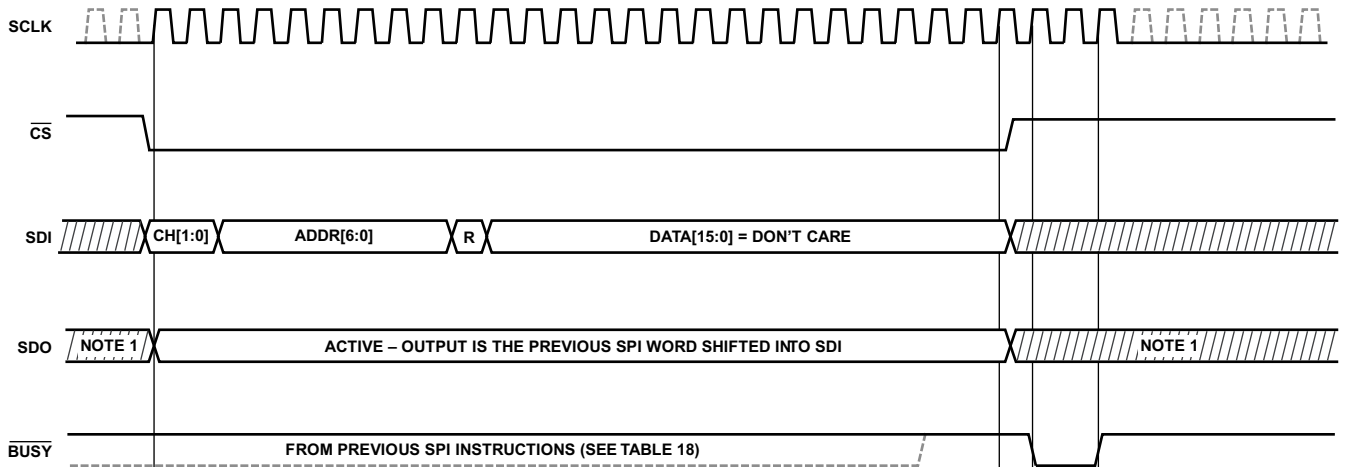 SCLK
CS
SDI
CH[1:0]
ADDR[6:0]
R
DATA[15:0] = DON'T CARE
SDO
NOTE 1
ACTIVE – OUTPUT IS THE PREVIOUS SPI WORD SHIFTED INTO SDI
NOTE 1
BUSY
FROM PREVIOUS SPI INSTRUCTIONS (SEE TABLE 18)